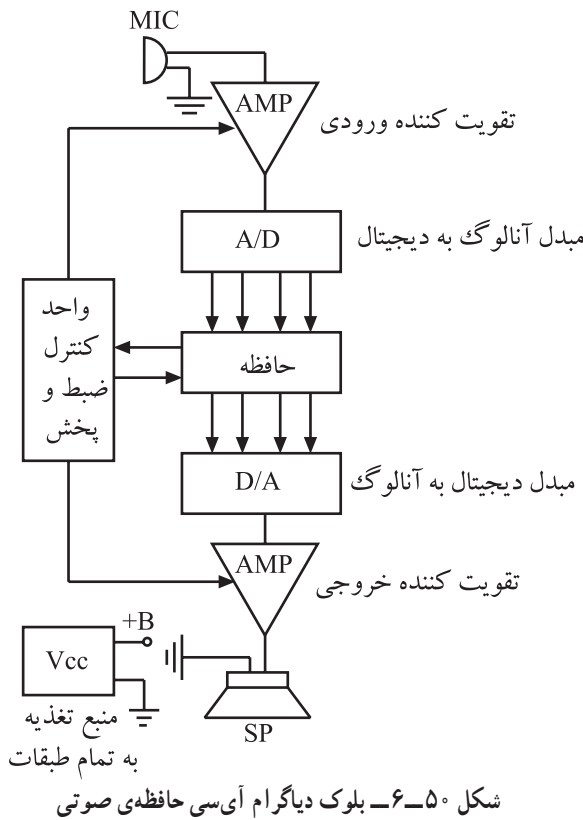 MIC
AMP
تقویت کننده ورودی
A/D
مبدل آنالوگ به دیجیتال
واحد
کنترل
ضبط و
پخش
حافظه
D/A
مبدل دیجیتال به آنالوگ
AMP
تقویت کننده خروجی
+B
Vcc
SP
منبع تغذیه
به تمام طبقات
شکل ۵۰ــ۶ــ بلوک دیاگرام آی‌سی حافظه‌ی صوتی